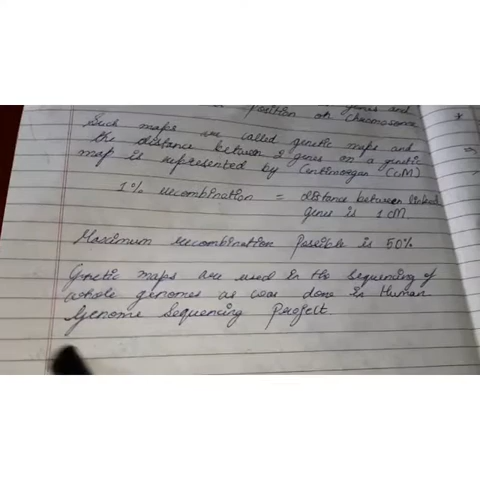 position on chromosome
Such maps are called genetic maps and
the distance between 2 genes on a genetic
map is represented by Centimorgan (cM)
1% recombination = distance between linked
genes is 1 cM.
Maximum recombination possible is 50%
Genetic maps are used in the sequencing of
whole genomes as was done in Human
Genome Sequencing Project.